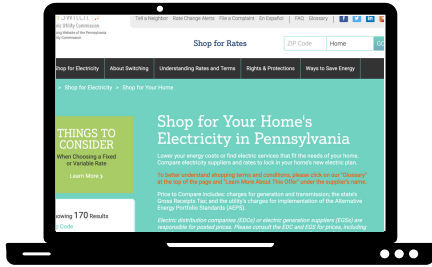 Tell a Neighbor Rate Change Alerts File a Complaint En Español | FAQ Glossary
Public Utility Commission
Shop for Rates
ZIP Code Home GO
Shop for Electricity About Switching Understanding Rates and Terms Rights & Protections Ways to Save Energy
> Shop for Electricity > Shop for Your Home
THINGS TO
CONSIDER
When Choosing a Fixed
or Variable Rate
Learn More >
Shop for Your Home's
Electricity in Pennsylvania
Lower your energy costs or find electric services that fit the needs of your home.
Compare electricity suppliers and rates to lock in your home's new electric plan.
To better understand shopping terms and conditions, please click on our "Glossary"
at the top of the page and "Learn More About This Offer" under the supplier's name.
Price to Compare includes: charges for generation and transmission; the state's
Gross Receipts Tax; and the utility's charges for implementation of the Alternative
Energy Portfolio Standards (AEPS).
Electric distribution companies (EDCs) or electric generation suppliers (EGSs) are
responsible for posted prices. Please consult the EDC and EGS for prices, including
owing 170 Results
p Code